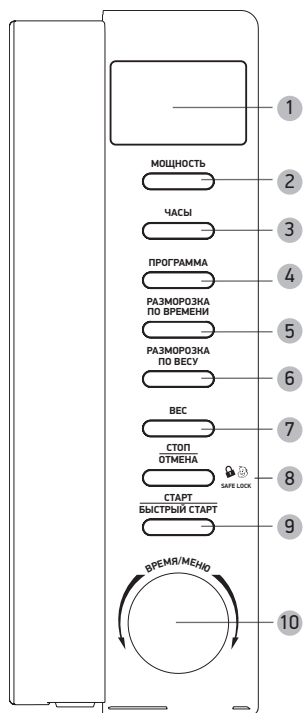 1
МОЩНОСТЬ
2
ЧАСЫ
3
ПРОГРАММА
4
РАЗМОРОЗКА
ПО ВРЕМЕНИ
5
РАЗМОРОЗКА
ПО ВЕСУ
6
ВЕС
7
СТОП
ОТМЕНА
SAFE LOCK
8
СТАРТ
БЫСТРЫЙ СТАРТ
9
ВРЕМЯ/МЕНЮ
10